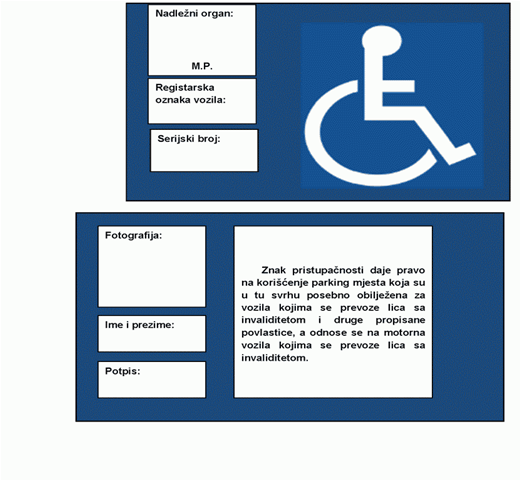 Nadležni organ:
M.P.
Registarska
oznaka vozila:
Serijski broj:
Fotografija:
Ime i prezime:
Potpis:
Znak pristupačnosti daje pravo
na korišćenje parking mjesta koja su
u tu svrhu posebno obilježena za
vozila kojima se prevoze lica sa
invaliditetom i druge propisane
povlastice, a odnose se na motorna
vozila kojima se prevoze lica sa
invaliditetom.